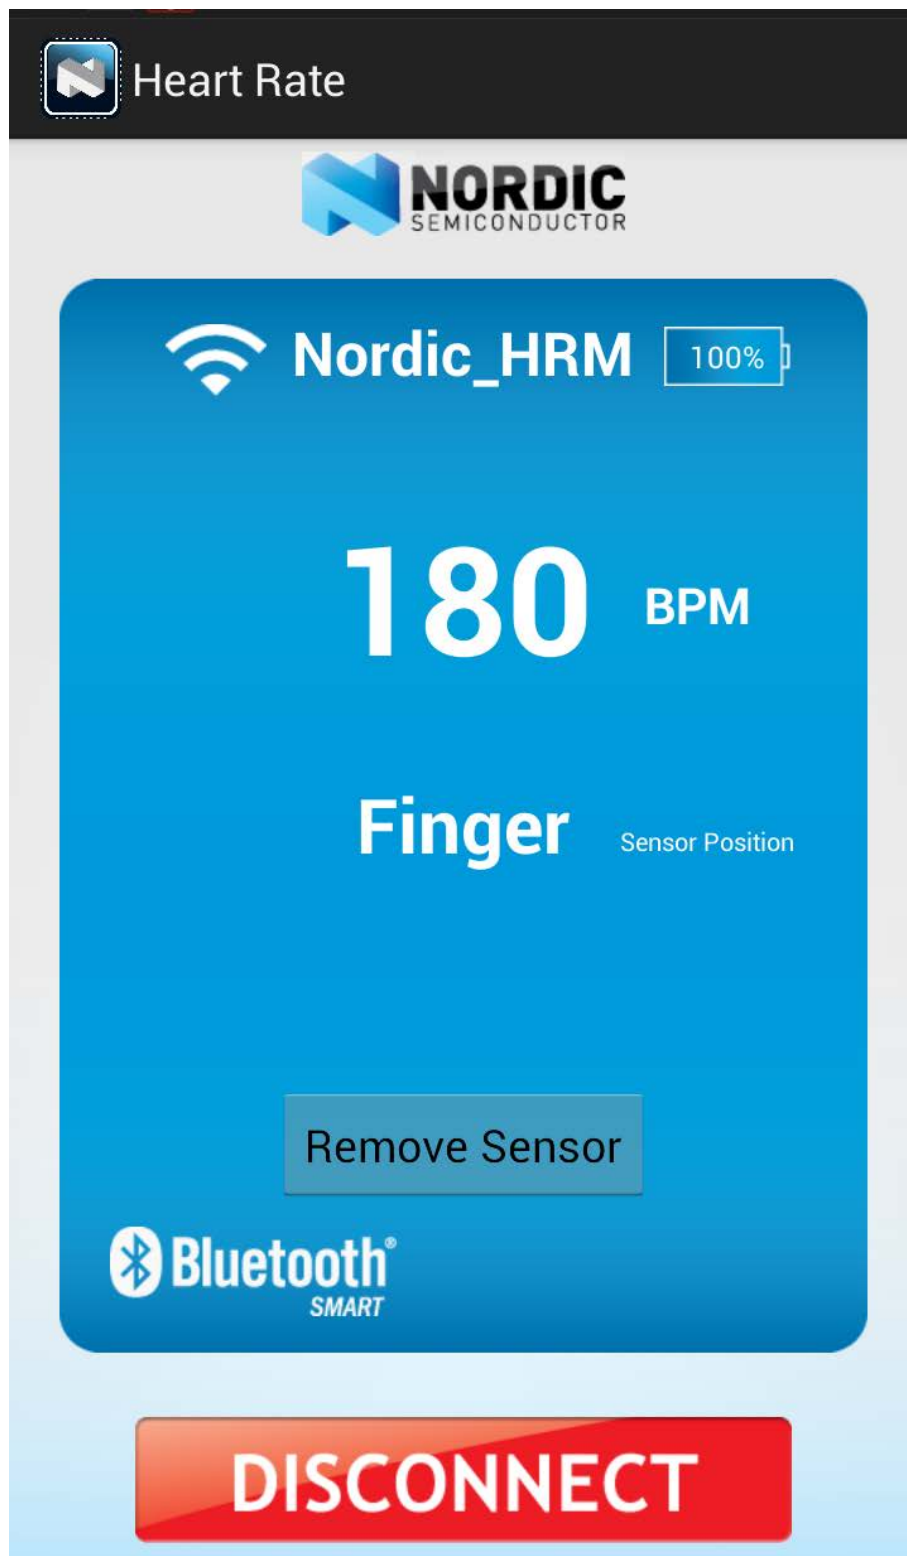 Heart Rate
NORDIC
SEMICONDUCTOR
Nordic_HRM 100%
180 BPM
Finger Sensor Position
Remove Sensor
Bluetooth®
SMART
DISCONNECT